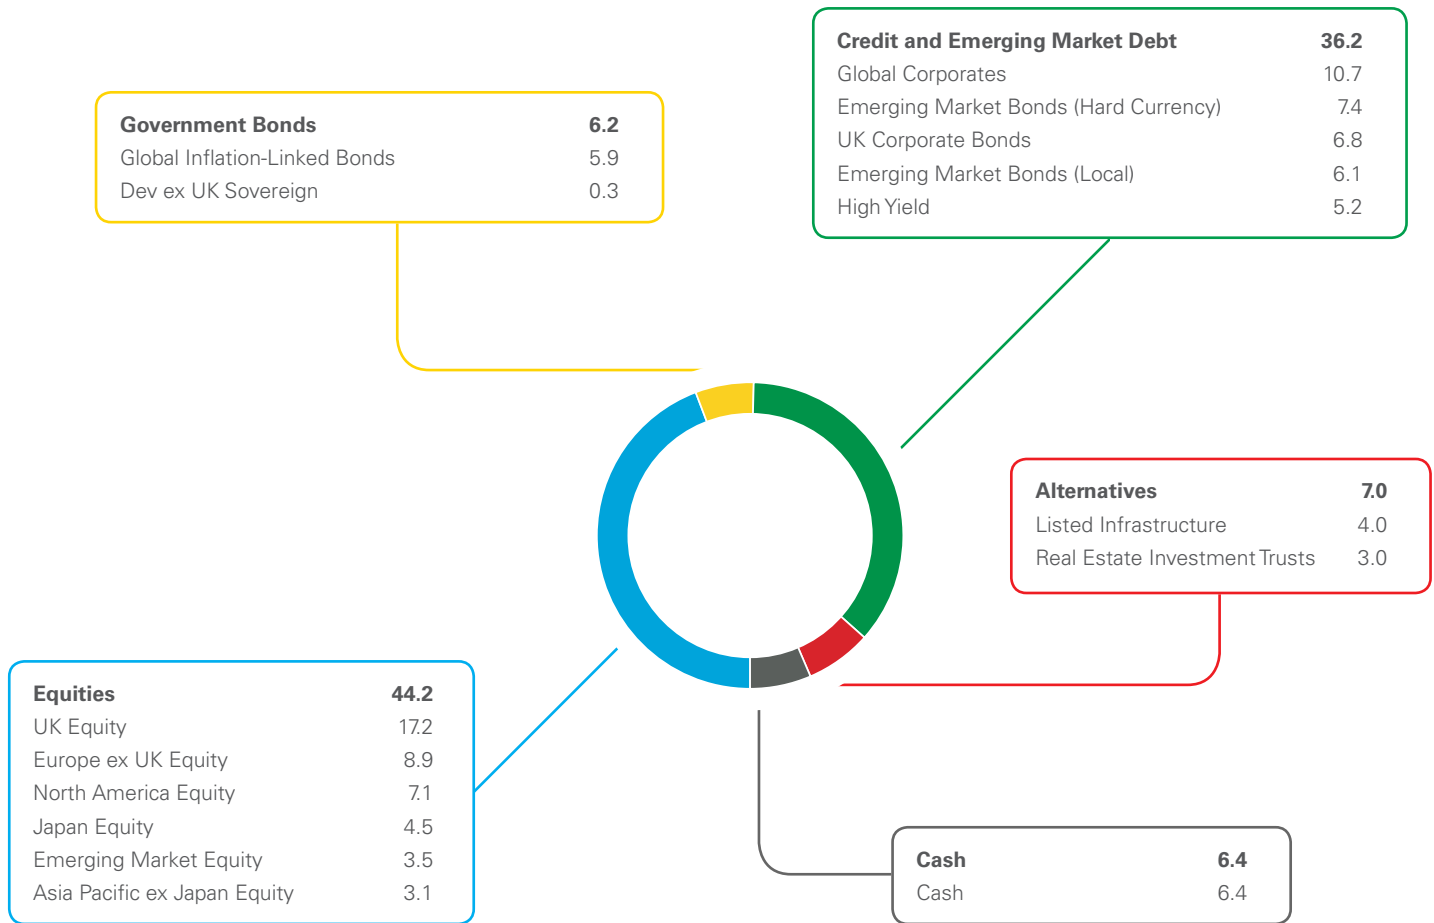 Credit and Emerging Market Debt 36.2
Global Corporates 10.7
Emerging Market Bonds (Hard Currency) 7.4
UK Corporate Bonds 6.8
Emerging Market Bonds (Local) 6.1
High Yield 5.2
Government Bonds 6.2
Global Inflation-Linked Bonds 5.9
Dev ex UK Sovereign 0.3
Alternatives 7.0
Listed Infrastructure 4.0
Real Estate Investment Trusts 3.0
Equities 44.2
UK Equity 17.2
Europe ex UK Equity 8.9
North America Equity 7.1
Japan Equity 4.5
Emerging Market Equity 3.5
Asia Pacific ex Japan Equity 3.1
Cash 6.4
Cash 6.4